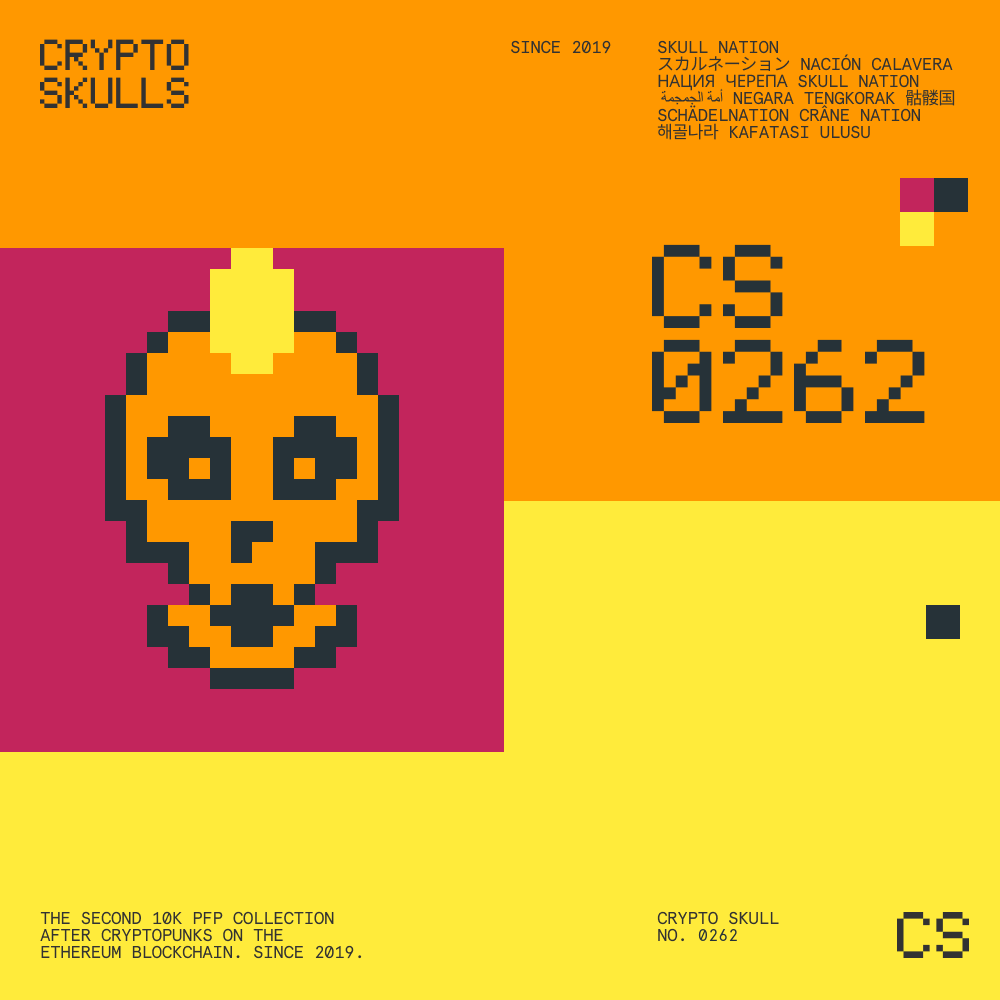 CRYPTO
SKULLS
SINCE 2019
SKULL NATION
スカルネーション NACIÓN CALAVERA
НАЦИЯ ЧЕРЕПА SKULL NATION
أمة الجمجمة NEGARA TENGKORAK 骷髅国
SCHÄDELNATION CRÂNE NATION
해골나라 KAFATASI ULUSU
CS
0262
THE SECOND 10K PFP COLLECTION
AFTER CRYPTOPUNKS ON THE
ETHEREUM BLOCKCHAIN. SINCE 2019.
CRYPTO SKULL
NO. 0262
CS